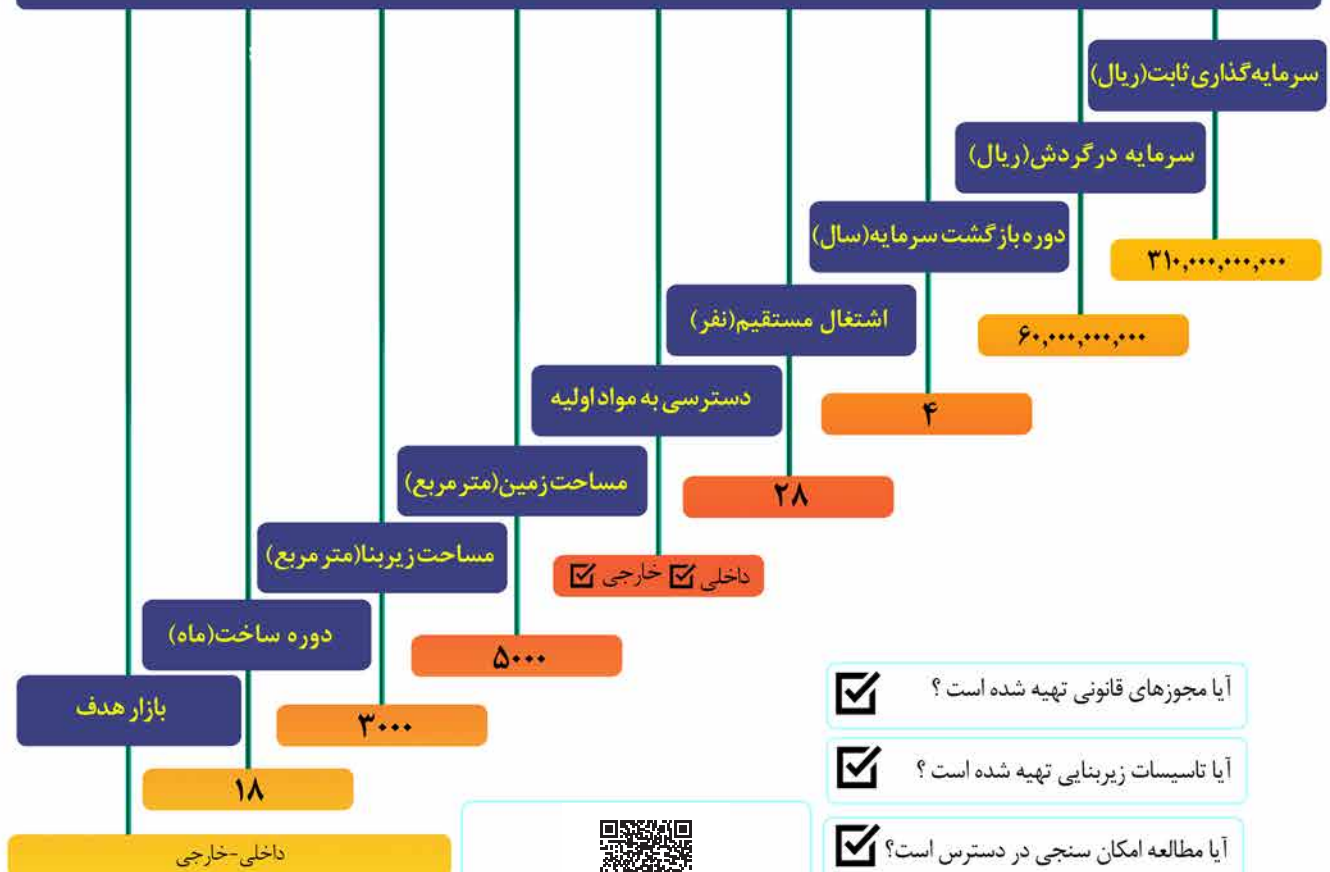 سرمایه‌گذاری ثابت(ریال)
۳۱۰,۰۰۰,۰۰۰,۰۰۰
سرمایه در گردش(ریال)
۶۰,۰۰۰,۰۰۰,۰۰۰
دوره بازگشت سرمایه(سال)
۴
اشتغال مستقیم(نفر)
۲۸
دسترسی به مواد اولیه
داخلی ☑ خارجی ☑
مساحت زمین(متر مربع)
۵۰۰۰
مساحت زیربنا(متر مربع)
۳۰۰۰
دوره ساخت(ماه)
۱۸
بازار هدف
داخلی-خارجی
آیا مجوزهای قانونی تهیه شده است ؟ ☑
آیا تاسیسات زیربنایی تهیه شده است ؟ ☑
آیا مطالعه امکان سنجی در دسترس است؟ ☑